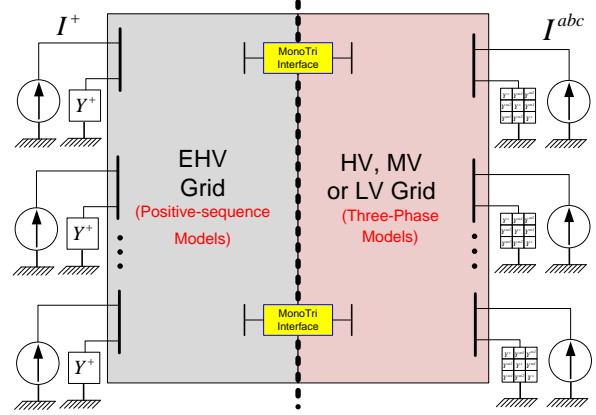 I^+
I^{abc}
MonoTri
Interface
Y^+
EHV
Grid
(Positive-sequence
Models)
HV, MV
or LV Grid
(Three-Phase
Models)
Y^+
Y^+
MonoTri
Interface